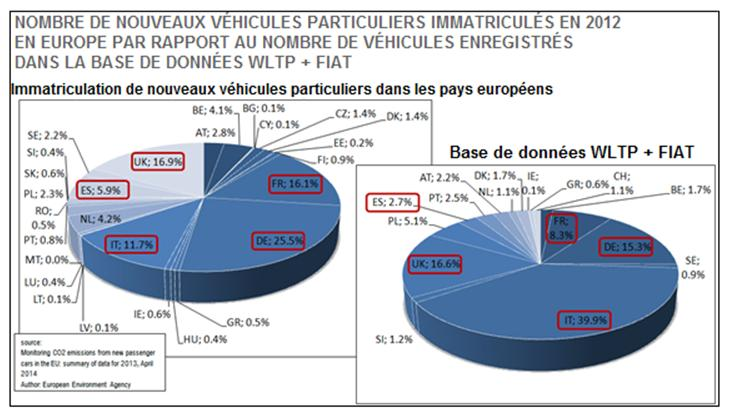 NOMBRE DE NOUVEAUX VÉHICULES PARTICULIERS IMMATRICULÉS EN 2012
EN EUROPE PAR RAPPORT AU NOMBRE DE VÉHICULES ENREGISTRÉS
DANS LA BASE DE DONNÉES WLTP + FIAT
Immatriculation de nouveaux véhicules particuliers dans les pays européens
AT; 2.8%
BE; 4.1%
BG; 0.1%
CY; 0.1%
CZ; 1.4%
DK; 1.4%
EE; 0.2%
FI; 0.9%
FR; 16.1%
DE; 25.5%
GR; 0.5%
HU; 0.4%
IE; 0.6%
IT; 11.7%
LV; 0.1%
LT; 0.1%
LU; 0.4%
MT; 0.0%
NL; 4.2%
PT; 0.8%
RO; 0.5%
PL; 2.3%
ES; 5.9%
SK; 0.6%
SI; 0.4%
SE; 2.2%
UK; 16.9%
source:
Monitoring CO2 emissions from new passenger
cars in the EU: summary of data for 2013, April
2014
Author: European Environment Agency
Base de données WLTP + FIAT
CH; 1.1%
BE; 1.7%
FR; 8.3%
DE; 15.3%
SE; 0.9%
IT; 39.9%
SI; 1.2%
UK; 16.6%
PL; 5.1%
ES; 2.7%
PT; 2.5%
AT; 2.2%
NL; 1.1%
DK; 1.7%
IE; 0.1%
GR; 0.6%